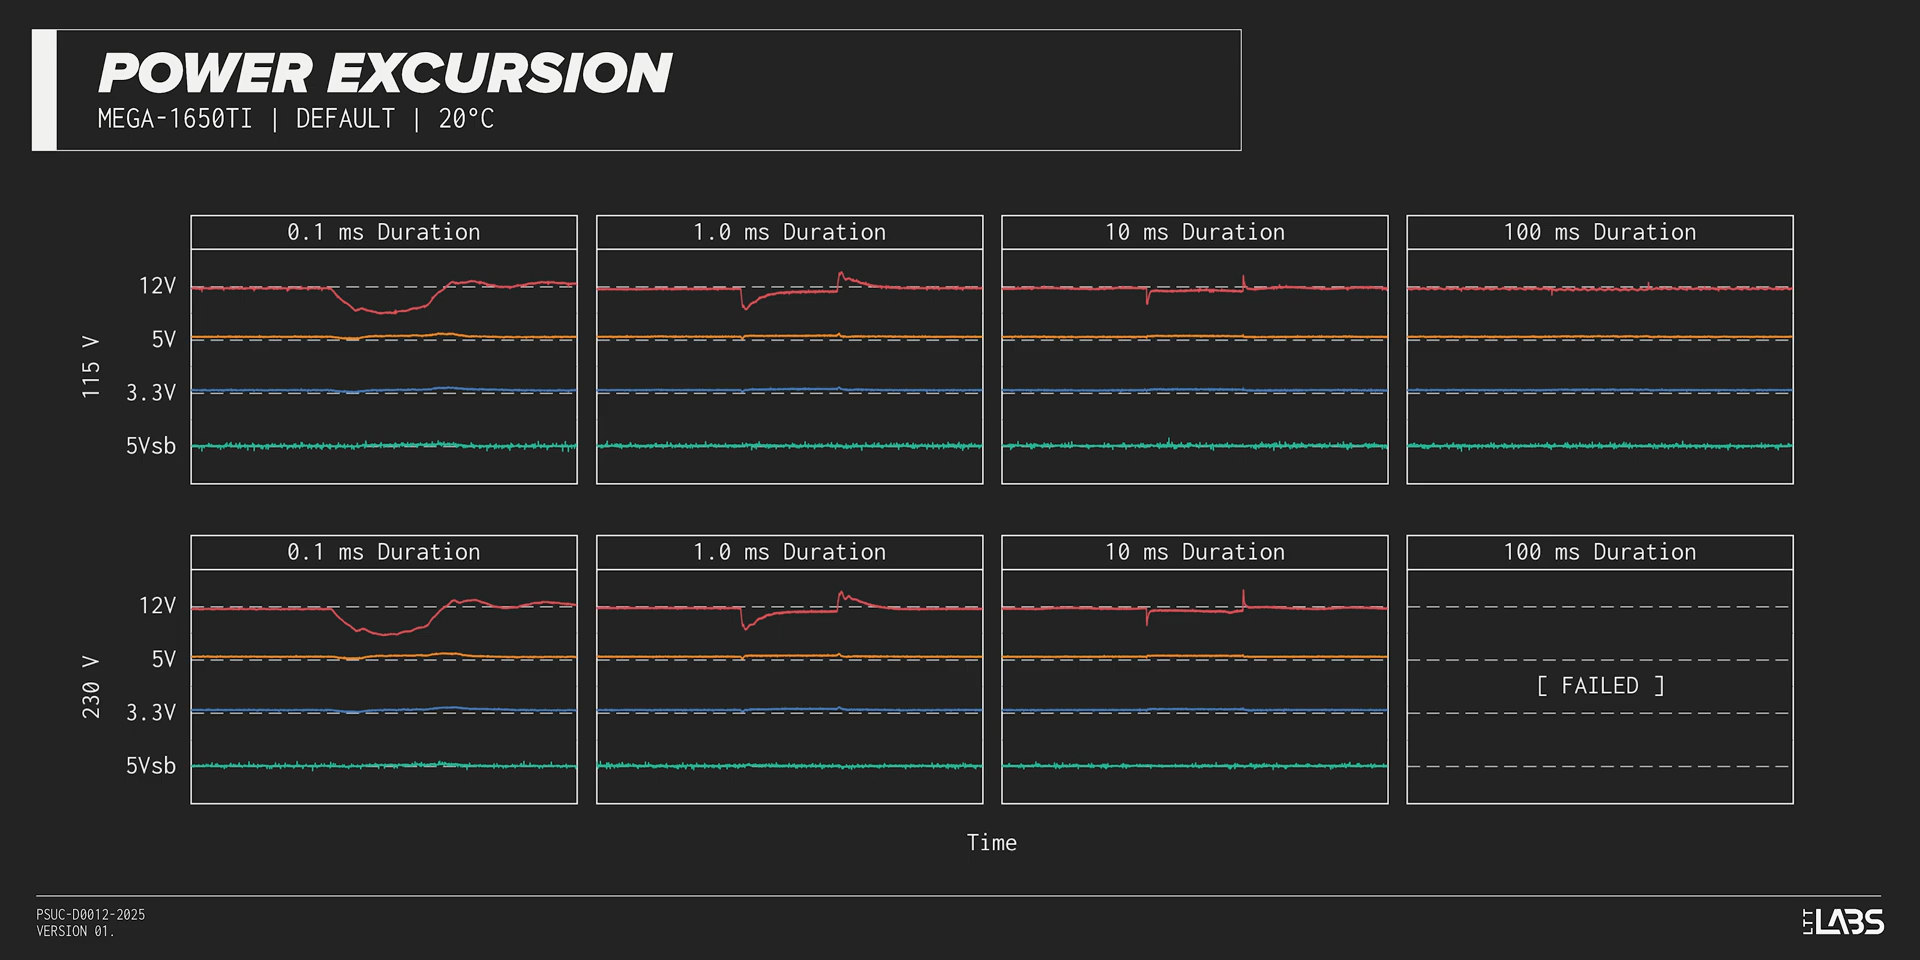 POWER EXCURSION
MEGA-1650TI | DEFAULT | 20°C
0.1 ms Duration
1.0 ms Duration
10 ms Duration
100 ms Duration
115 V
12V
5V
3.3V
5Vsb
0.1 ms Duration
1.0 ms Duration
10 ms Duration
100 ms Duration
230 V
12V
5V
3.3V
5Vsb
[ FAILED ]
Time
PSUC-D0012-2025
VERSION 01.
LTT LABS